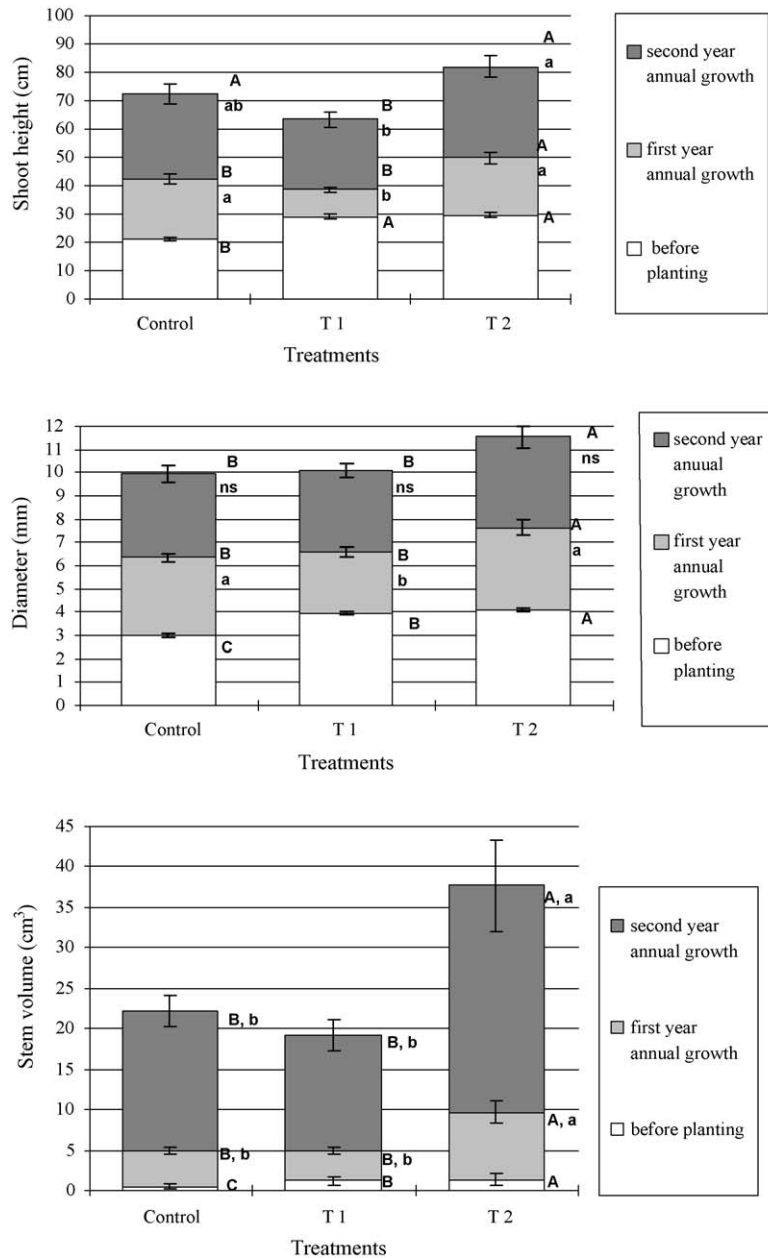 100
90
80
70
60
50
40
30
20
10
0
Shoot height (cm)
A
ab
B
a
B
B
b
B
b
A
A
a
A
a
A
Control
T 1
T 2
Treatments
second year
annual growth
first year
annual growth
before
planting
12
11
10
9
8
7
6
5
4
3
2
1
0
Diameter (mm)
B
ns
B
a
C
B
ns
B
b
B
A
ns
A
a
A
Control
T 1
T 2
Treatments
second year
anuual
growth
first year
annual
growth
before
planting
45
40
35
30
25
20
15
10
5
0
Stem volume (cm³)
B, b
B, b
C
B, b
B, b
B
A, a
A, a
A
Control
T 1
T 2
Treatments
second year
annual growth
first year
annual growth
before planting